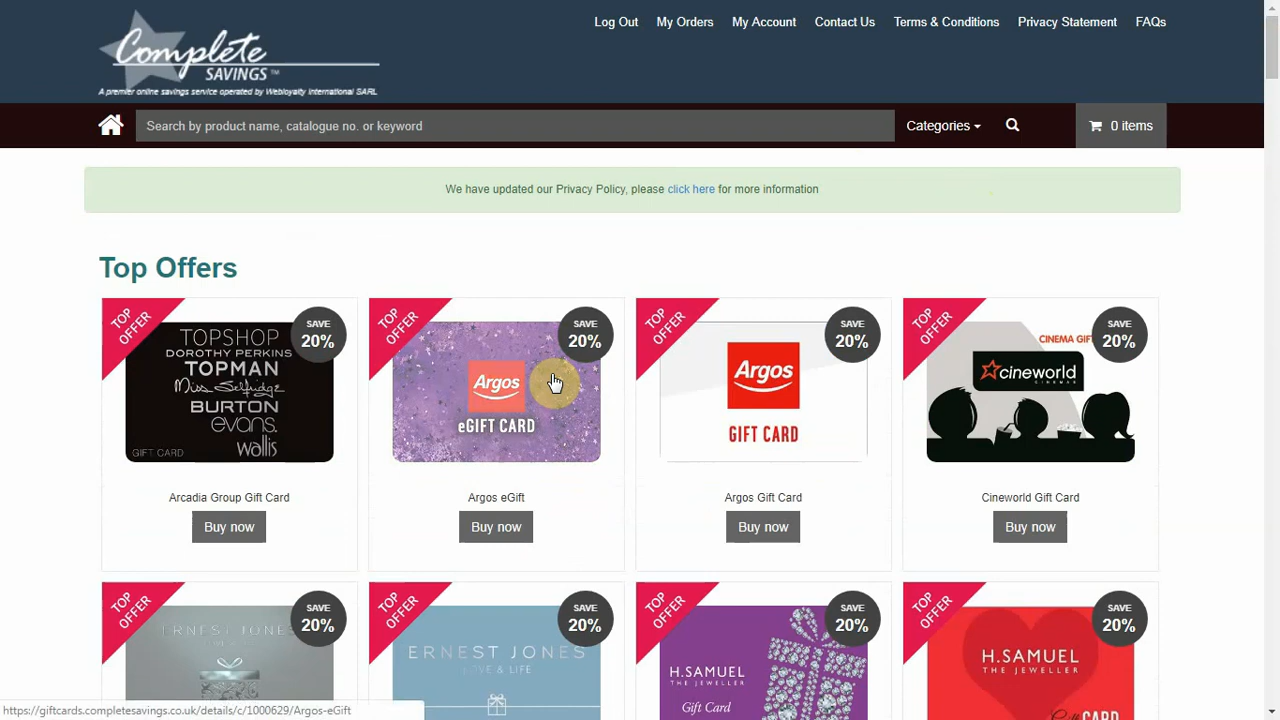 Complete
SAVINGS™
A premier online savings service operated by Webloyalty International SARL
Log Out My Orders My Account Contact Us Terms & Conditions Privacy Statement FAQs
Search by product name, catalogue no. or keyword Categories 0 items
We have updated our Privacy Policy, please click here for more information
Top Offers
TOP OFFER
SAVE
20%
TOPSHOP
DOROTHY PERKINS
TOPMAN
Miss Selfridge
BURTON
evans.
wallis
GIFT CARD
Arcadia Group Gift Card
Buy now
TOP OFFER
SAVE
20%
Argos
eGIFT CARD
Argos eGift
Buy now
TOP OFFER
SAVE
20%
Argos
GIFT CARD
Argos Gift Card
Buy now
TOP OFFER
SAVE
20%
CINEMA GIF
cineworld
CINEMAS
Cineworld Gift Card
Buy now
TOP OFFER
SAVE
20%
ERNEST JONES
TOP OFFER
SAVE
20%
ERNEST JONES
LOVE & LIFE
TOP OFFER
SAVE
20%
H.SAMUEL
THE JEWELLER
Gift Card
TOP OFFER
SAVE
20%
H.SAMUEL
THE JEWELLER
Gift CARD
https://giftcards.completesavings.co.uk/details/c/1000629/Argos-eGift